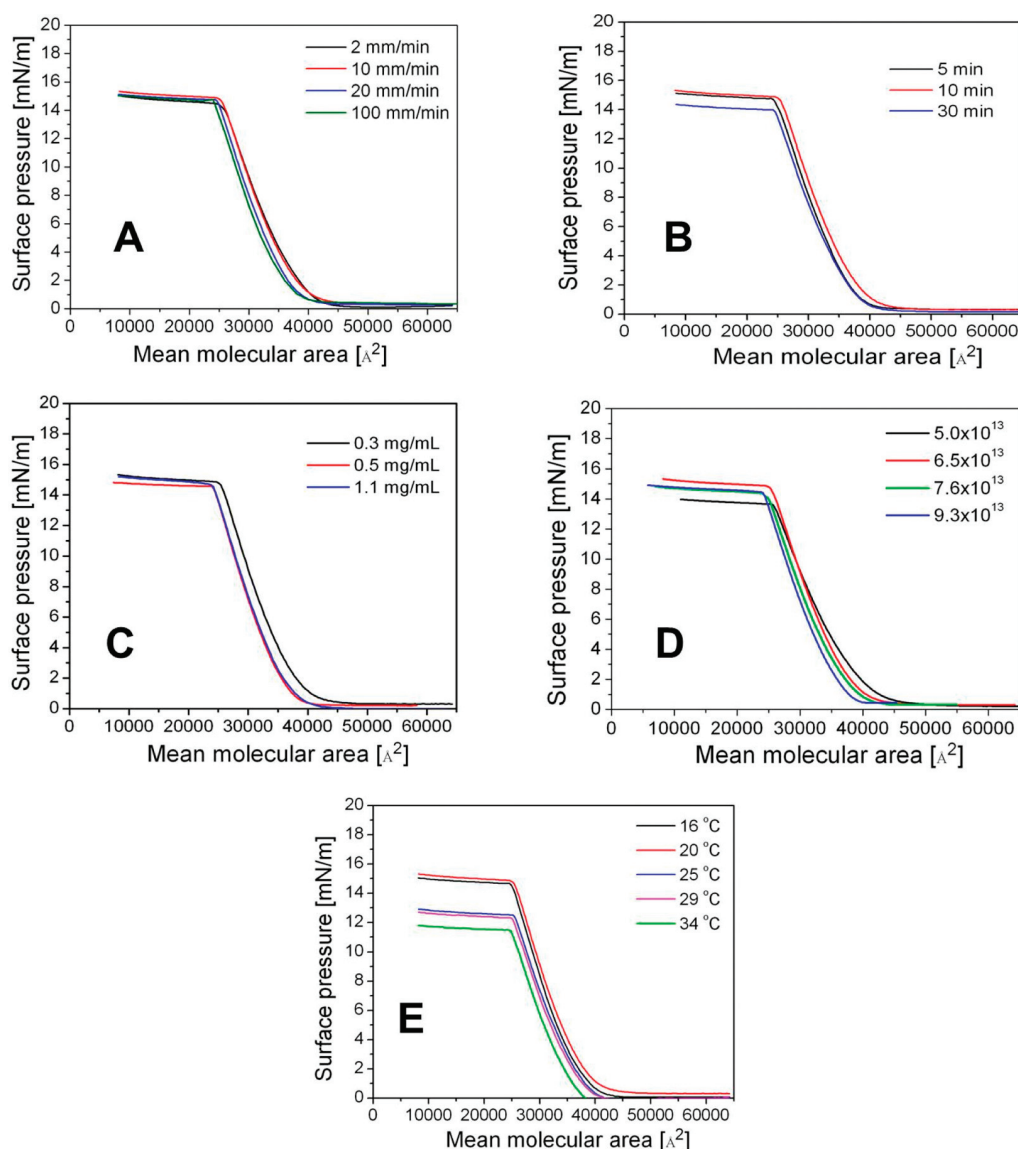 Surface pressure [mN/m]
20
18
16
14
12
10
8
6
4
2
0
2 mm/min
10 mm/min
20 mm/min
100 mm/min
A
0 10000 20000 30000 40000 50000 60000
Mean molecular area [Å²]
Surface pressure [mN/m]
20
18
16
14
12
10
8
6
4
2
0
5 min
10 min
30 min
B
0 10000 20000 30000 40000 50000 60000
Mean molecular area [Å²]
Surface pressure [mN/m]
20
18
16
14
12
10
8
6
4
2
0
0.3 mg/mL
0.5 mg/mL
1.1 mg/mL
C
0 10000 20000 30000 40000 50000 60000
Mean molecular area [Å²]
Surface pressure [mN/m]
20
18
16
14
12
10
8
6
4
2
0
5.0x10¹³
6.5x10¹³
7.6x10¹³
9.3x10¹³
D
0 10000 20000 30000 40000 50000 60000
Mean molecular area [Å²]
Surface pressure [mN/m]
20
18
16
14
12
10
8
6
4
2
0
16 °C
20 °C
25 °C
29 °C
34 °C
E
0 10000 20000 30000 40000 50000 60000
Mean molecular area [Å²]